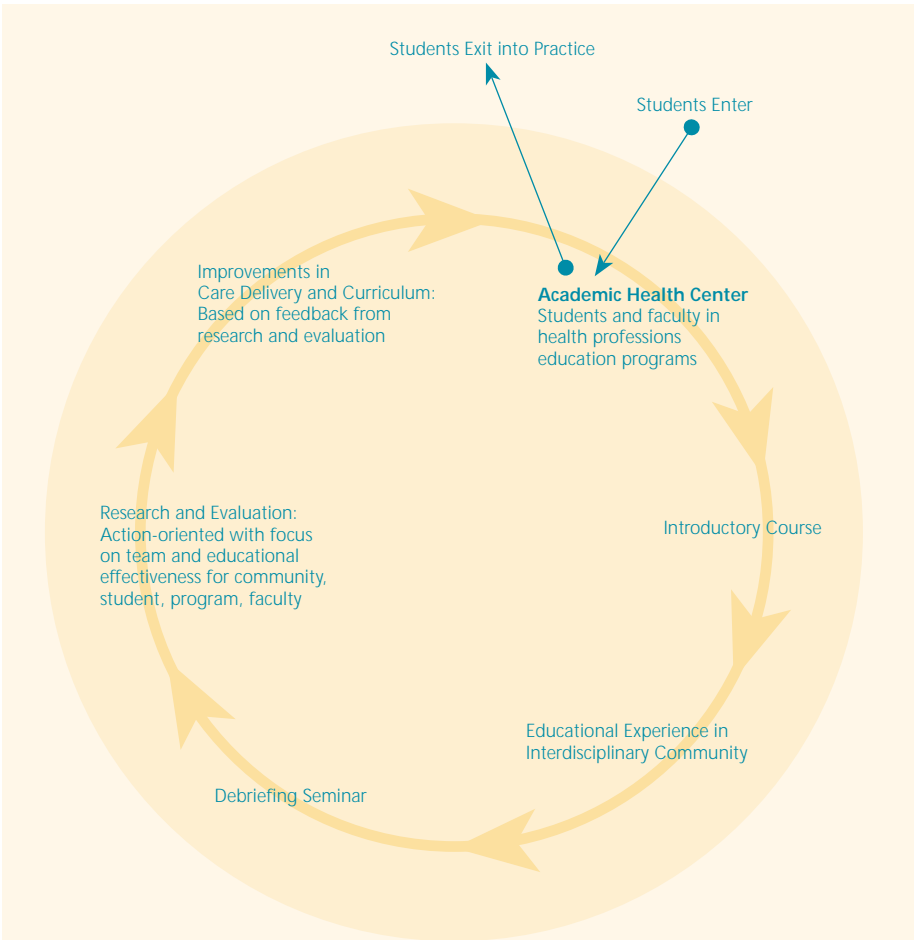 Students Exit into Practice
Students Enter
Academic Health Center
Students and faculty in
health professions
education programs
Introductory Course
Educational Experience in
Interdisciplinary Community
Debriefing Seminar
Research and Evaluation:
Action-oriented with focus
on team and educational
effectiveness for community,
student, program, faculty
Improvements in
Care Delivery and Curriculum:
Based on feedback from
research and evaluation